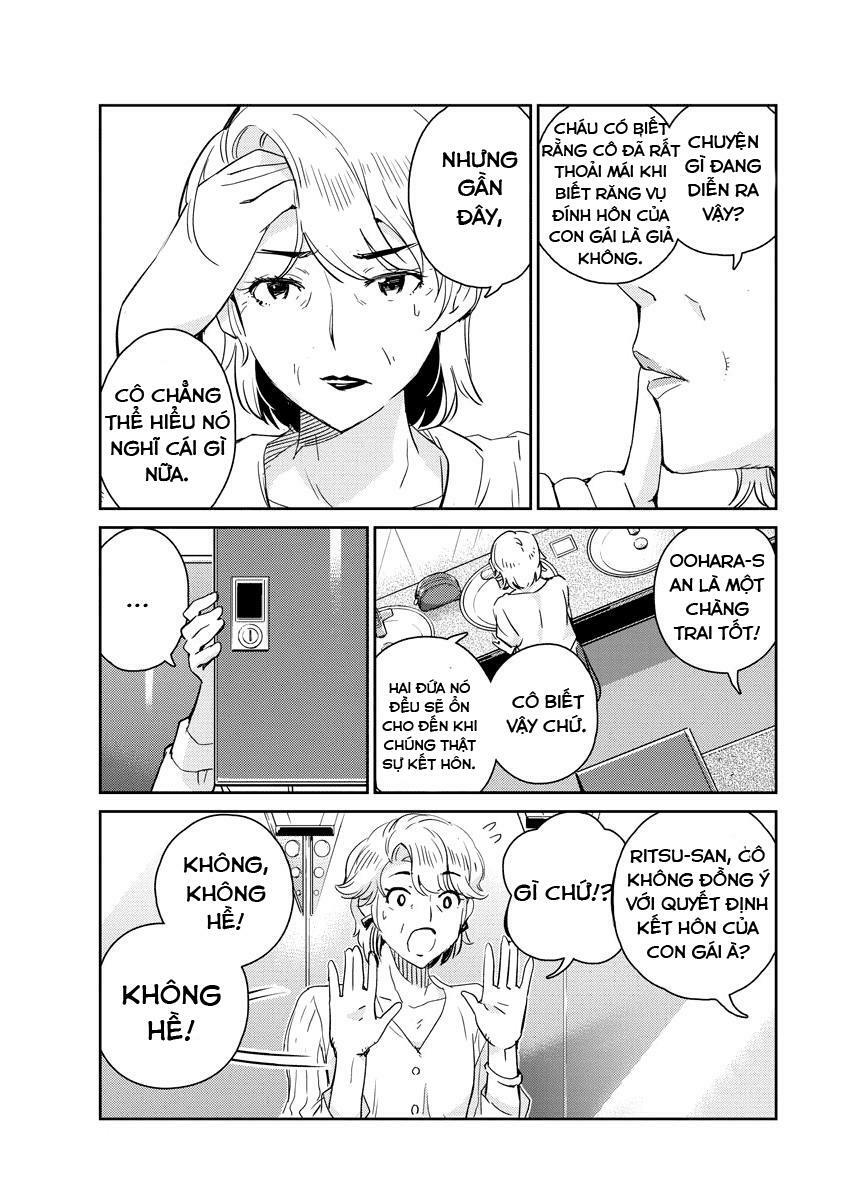 CHUYỆN
GÌ ĐANG
DIỄN RA
VẬY?
CHÁU CÓ BIẾT
RẰNG CÔ ĐÃ RẤT
THOẢI MÁI KHI
BIẾT RĂNG VỤ
ĐÍNH HÔN CỦA
CON GÁI LÀ GIẢ
KHÔNG.
NHƯNG
GẦN
ĐÂY,
CÔ CHẲNG
THỂ HIỂU NÓ
NGHĨ CÁI GÌ
NỮA.
OOHARA-S
AN LÀ MỘT
CHÀNG
TRAI TỐT!
CÔ BIẾT
VẬY CHỨ.
HAI ĐỨA NÓ
ĐỀU SẼ ỔN
CHO ĐẾN KHI
CHÚNG THẬT
SỰ KẾT HÔN.
...
RITSU-SAN, CÔ
KHÔNG ĐỒNG Ý
VỚI QUYẾT ĐỊNH
KẾT HÔN CỦA
CON GÁI À?
GÌ CHỨ!?
KHÔNG,
KHÔNG
HỀ!
KHÔNG
HỀ!